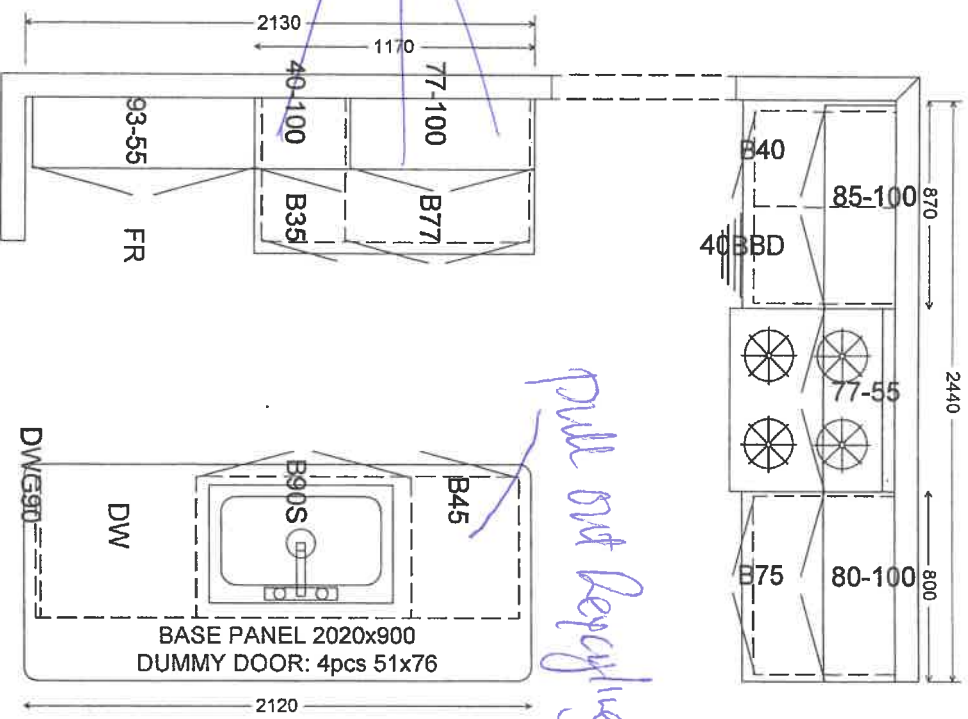 2130
1170
93-55
40-100
77-100
B35
B77
FR
B40
85-100
870
40BBD
2440
77-55
B75
80-100
800
pull out
DWG90
DW
B90S
B45
BASE PANEL 2020x900
DUMMY DOOR: 4pcs 51x76
2120